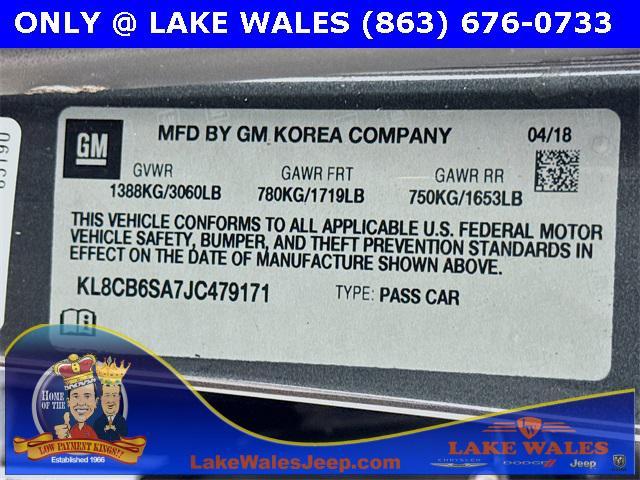 ONLY @ LAKE WALES (863) 676-0733
GM
MFD BY GM KOREA COMPANY
04/18
GVWR
GAWR FRT
GAWR RR
1388KG/3060LB
780KG/1719LB
750KG/1653LB
THIS VEHICLE CONFORMS TO ALL APPLICABLE U.S. FEDERAL MOTOR
VEHICLE SAFETY, BUMPER, AND THEFT PREVENTION STANDARDS IN
EFFECT ON THE DATE OF MANUFACTURE SHOWN ABOVE.
KL8CB6SA7JC479171
TYPE: PASS CAR
HOME
OF THE
LOW PAYMENT KINGS!!
Established 1966
LakeWalesJeep.com
LAKE WALES
CHRYSLER
DODGE
Jeep